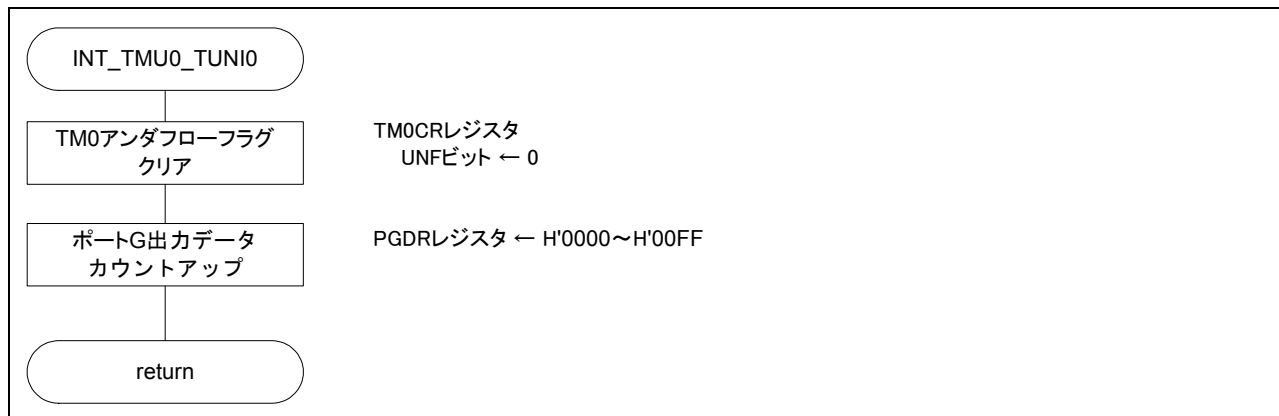 INT_TMU0_TUNI0
TM0アンダフローフラグ
クリア
TM0CRレジスタ
UNFビット ← 0
ポートG出力データ
カウントアップ
PGDRレジスタ ← H'0000～H'00FF
return